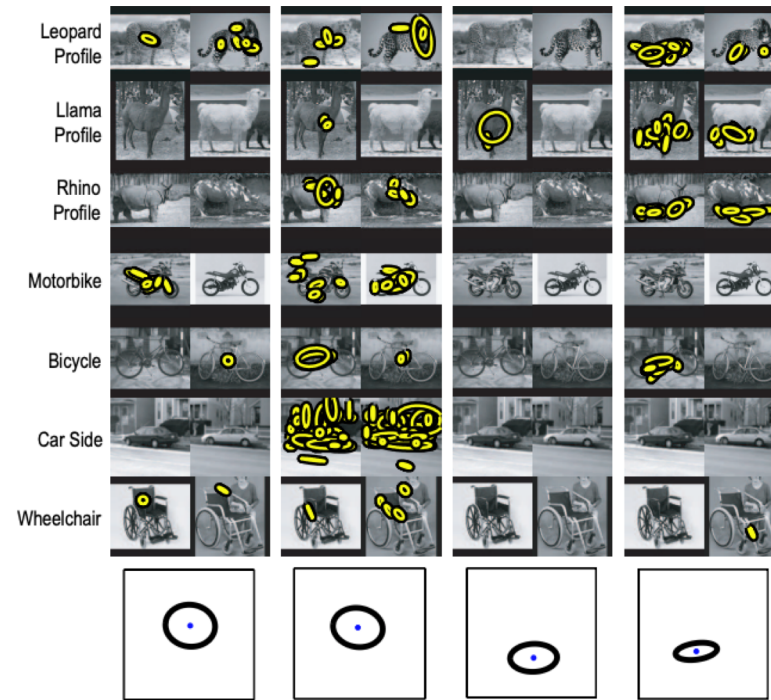 Leopard
Profile
Llama
Profile
Rhino
Profile
Motorbike
Bicycle
Car Side
Wheelchair